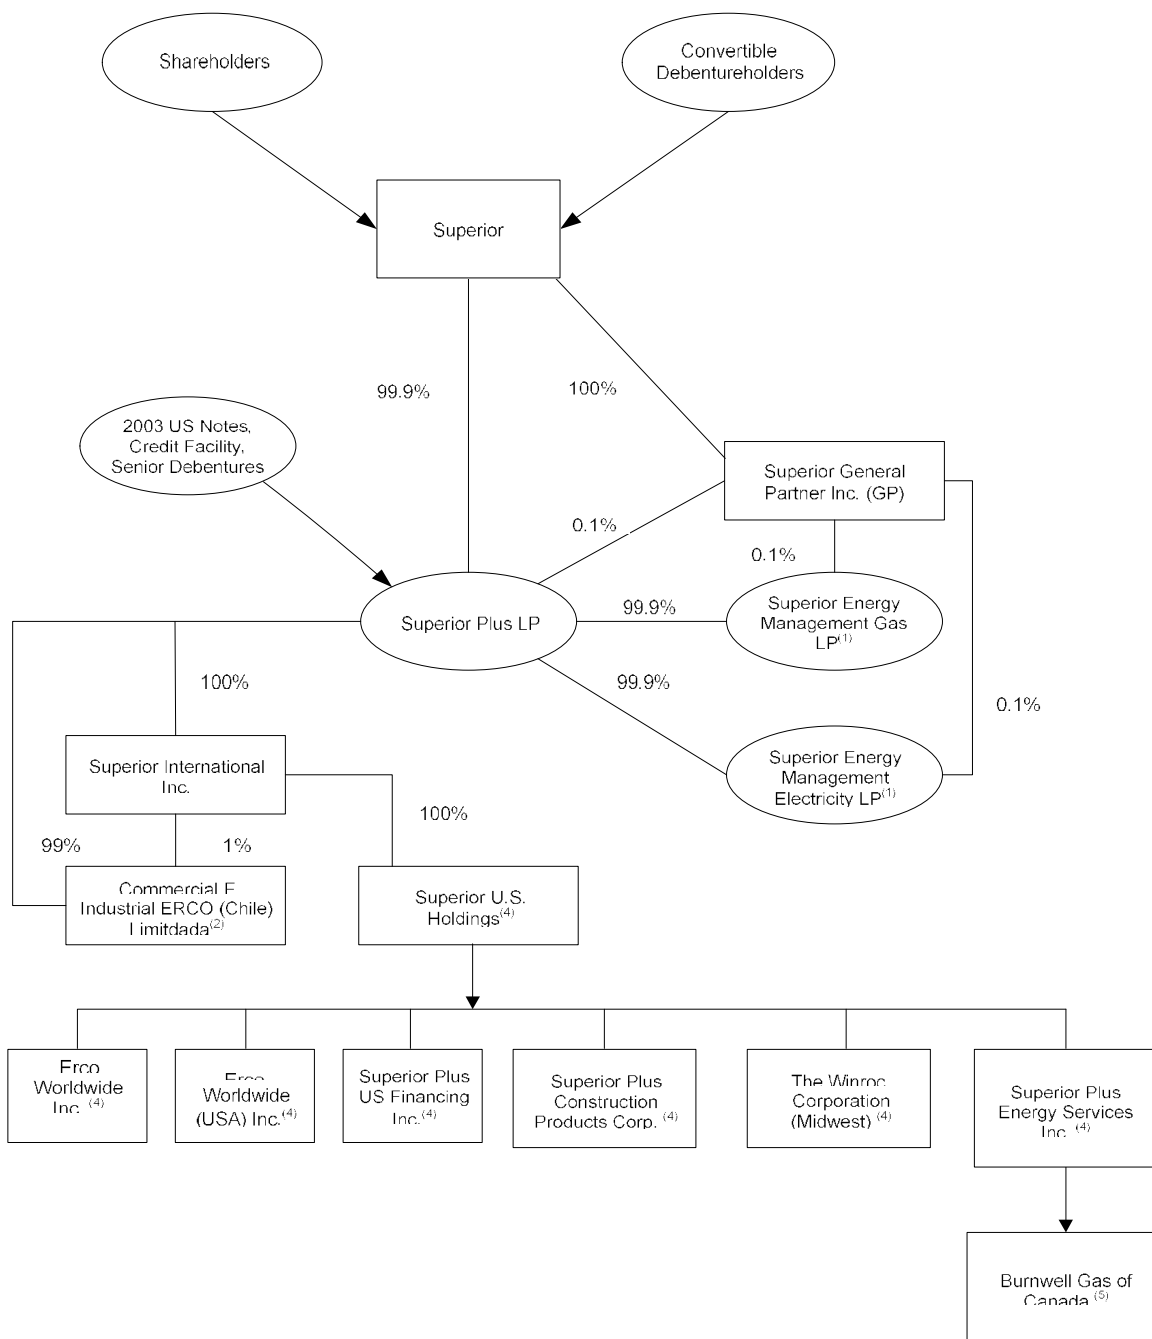 Shareholders
Convertible
Debentureholders
Superior
99.9%
100%
2003 US Notes,
Credit Facility,
Senior Debentures
Superior General
Partner Inc. (GP)
0.1%
0.1%
Superior Plus LP
99.9%
Superior Energy
Management Gas
LP(1)
99.9%
100%
0.1%
Superior International
Inc.
Superior Energy
Management
Electricity LP(1)
100%
99%
1%
Commercial E
Industrial ERCO (Chile)
Limitdada(2)
Superior U.S.
Holdings(4)
Erco
Worldwide
Inc. (4)
Erco
Worldwide
(USA) Inc.(4)
Superior Plus
US Financing
Inc.(4)
Superior Plus
Construction
Products Corp. (4)
The Winroc
Corporation
(Midwest) (4)
Superior Plus
Energy Services
Inc. (4)
Burnwell Gas of
Canada (5)